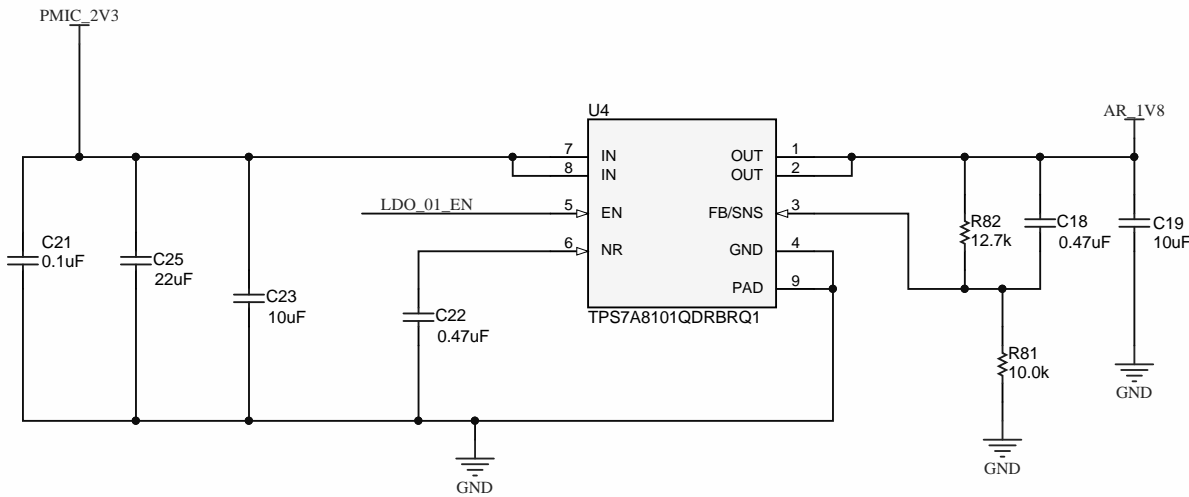 PMIC_2V3
U4
AR_1V8
7 IN OUT 1
8 IN OUT 2
LDO_01_EN 5 EN FB/SNS 3
6 NR GND 4
PAD 9
TPS7A8101QDRBRQ1
C21
0.1uF
C25
22uF
C23
10uF
C22
0.47uF
R82
12.7k
C18
0.47uF
C19
10uF
R81
10.0k
GND
GND
GND